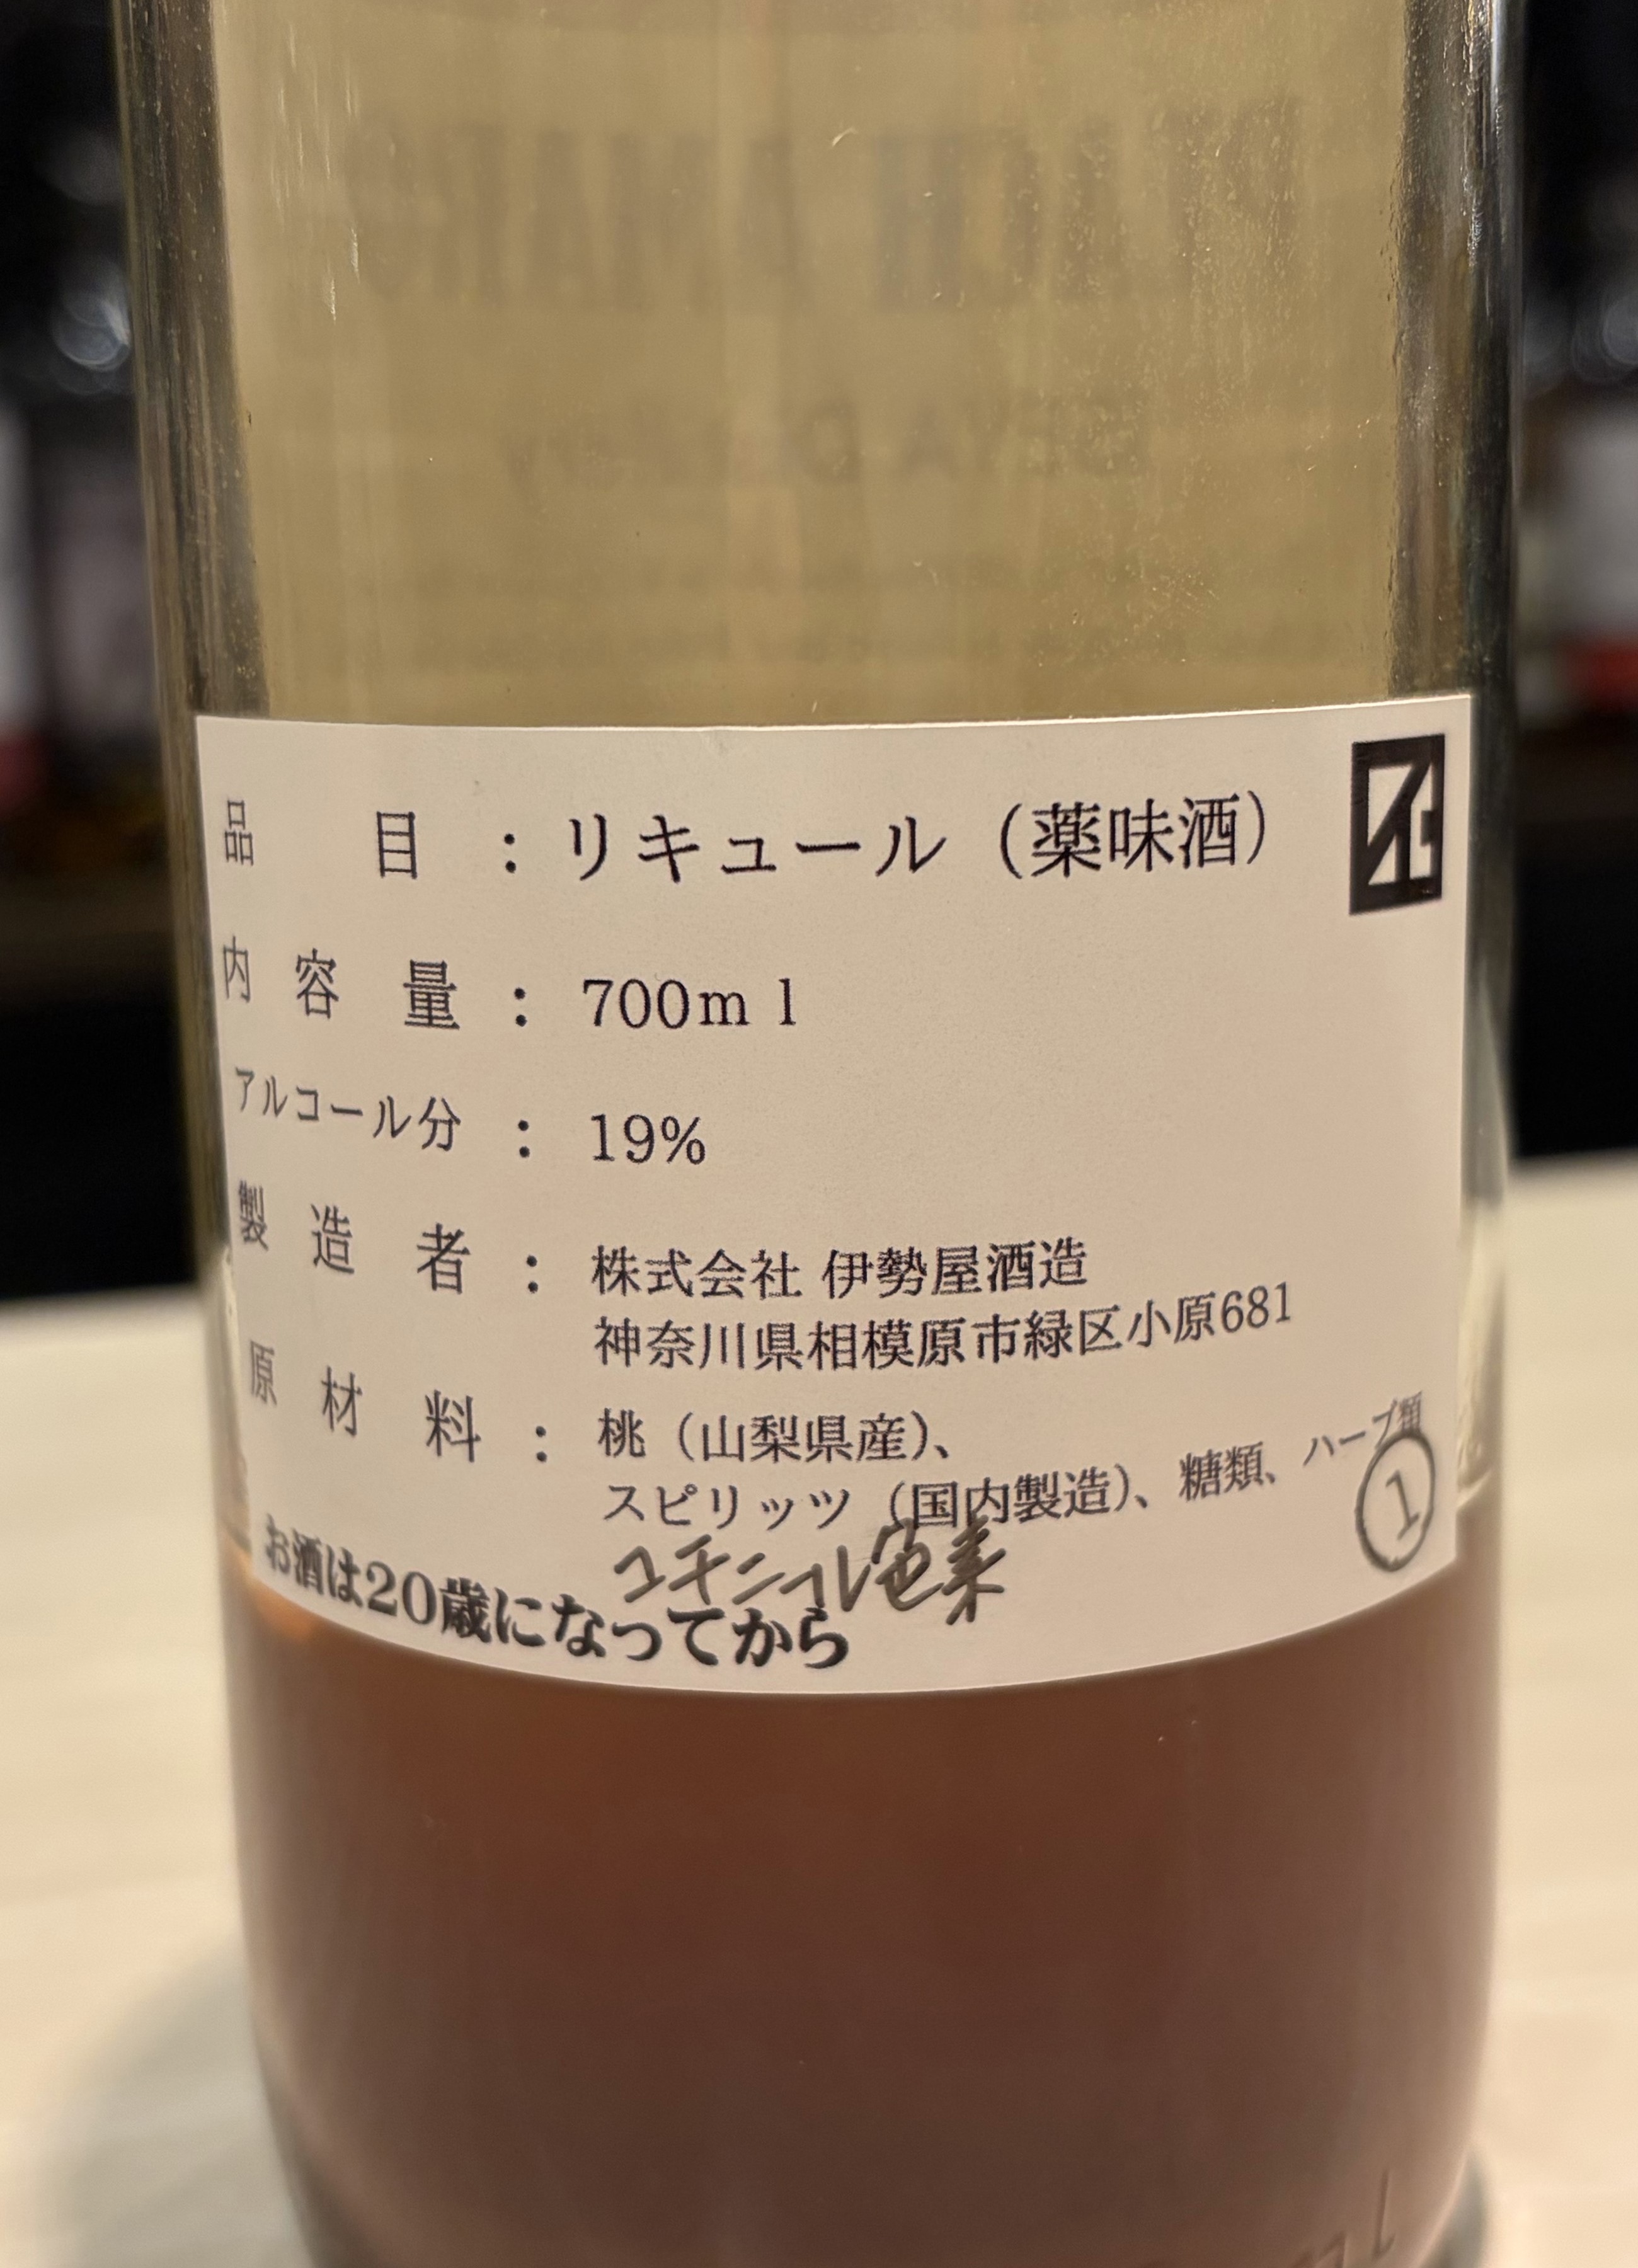 品目：リキュール（薬味酒）
内容量：700ml
アルコール分：19%
製造者：株式会社 伊勢屋酒造
神奈川県相模原市緑区小原681
原材料：桃（山梨県産）、
スピリッツ（国内製造）、糖類、ハーブ類
コチニール色素
①
お酒は20歳になってから